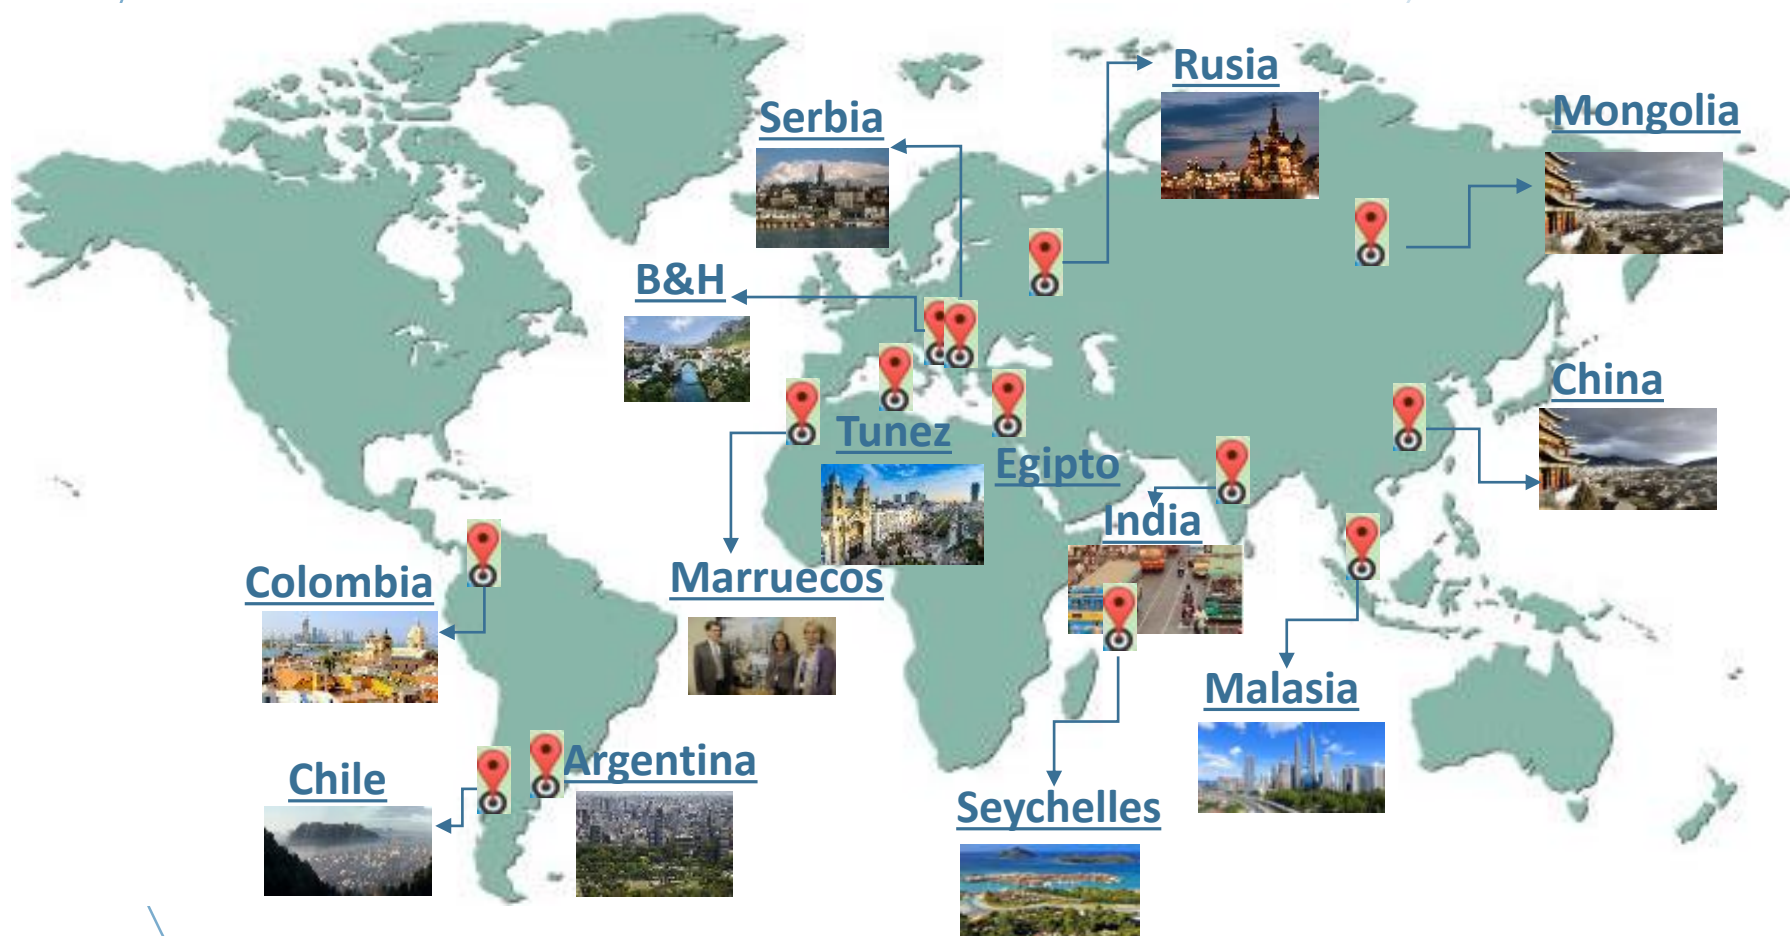 Rusia
Mongolia
Serbia
B&H
China
Tunez
Egipto
India
Marruecos
Colombia
Malasia
Argentina
Chile
Seychelles